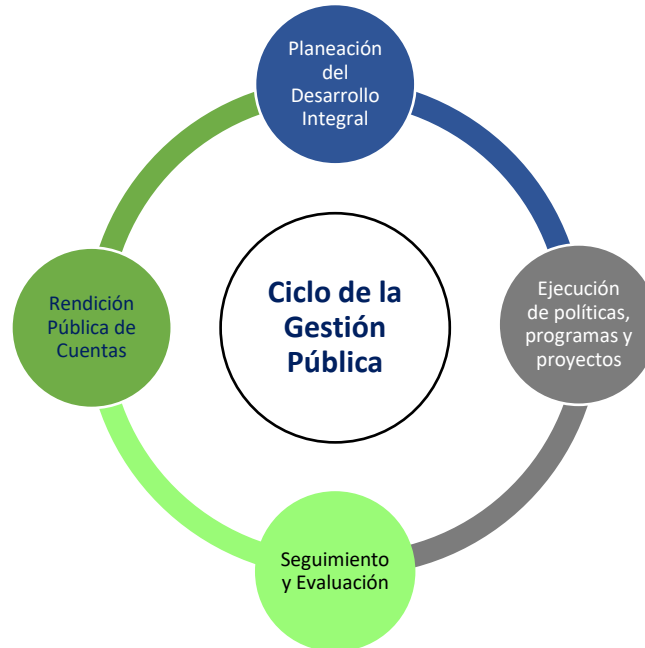 Planeación
del
Desarrollo
Integral
Ejecución
de políticas,
programas y
proyectos
Seguimiento
y Evaluación
Rendición
Pública de
Cuentas
Ciclo de la
Gestión
Pública